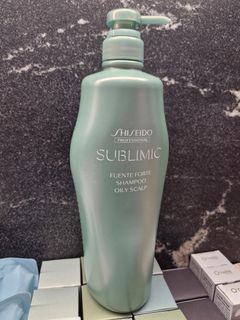 SHISEIDO
PROFESSIONAL
SUBLIMIC
FUENTE FORTE
SHAMPOO
OILY SCALP